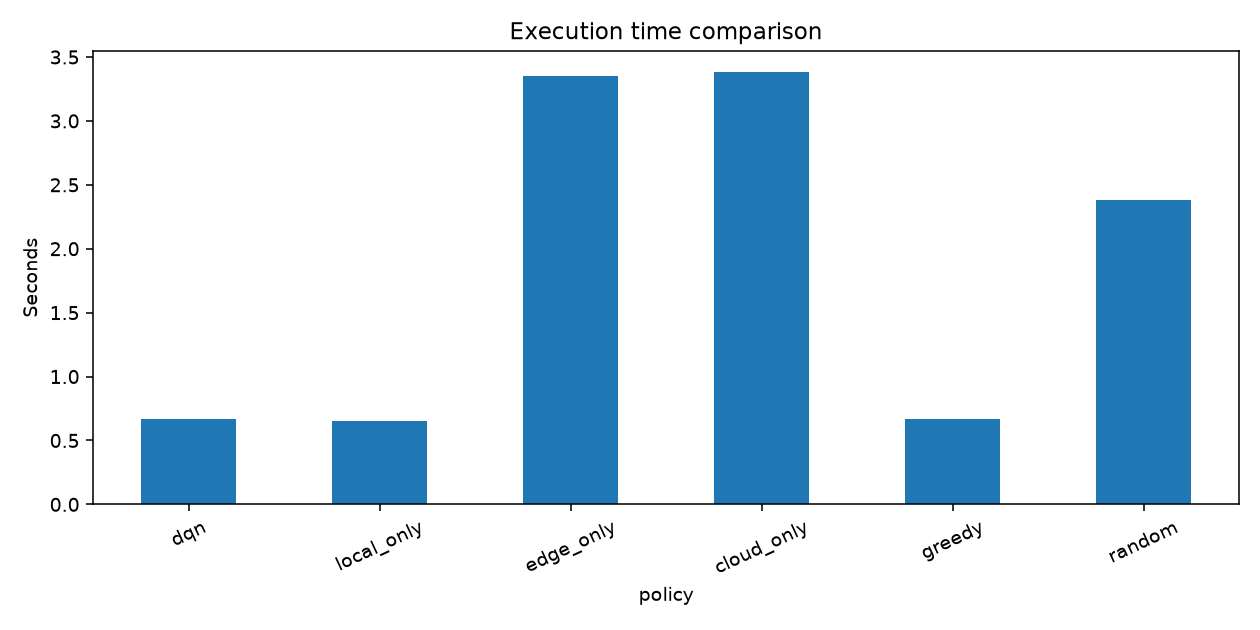 Execution time comparison
3.5
3.0
2.5
2.0
1.5
1.0
0.5
0.0
Seconds
dqn
local_only
edge_only
cloud_only
greedy
random
policy